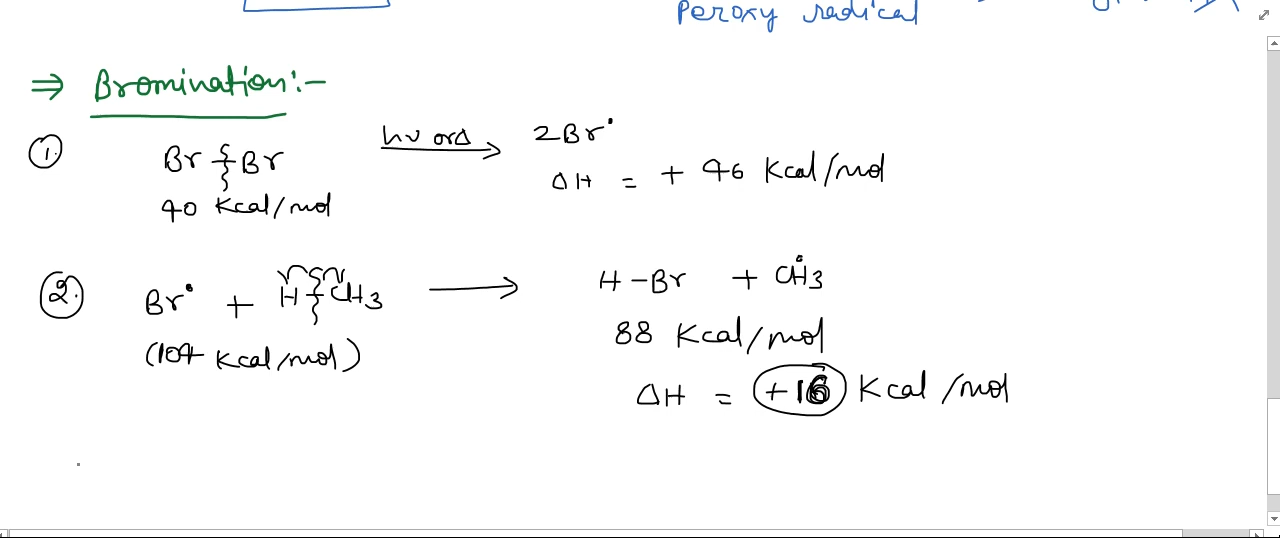 Peroxy radical
⇒ Bromination:-
① Br Br hν or Δ → 2Br•
40 Kcal/mol ΔH = + 46 Kcal/mol
② Br• + H CH3 → H-Br + ĊH3
(104 Kcal/mol) 88 Kcal/mol
ΔH = +16 Kcal/mol